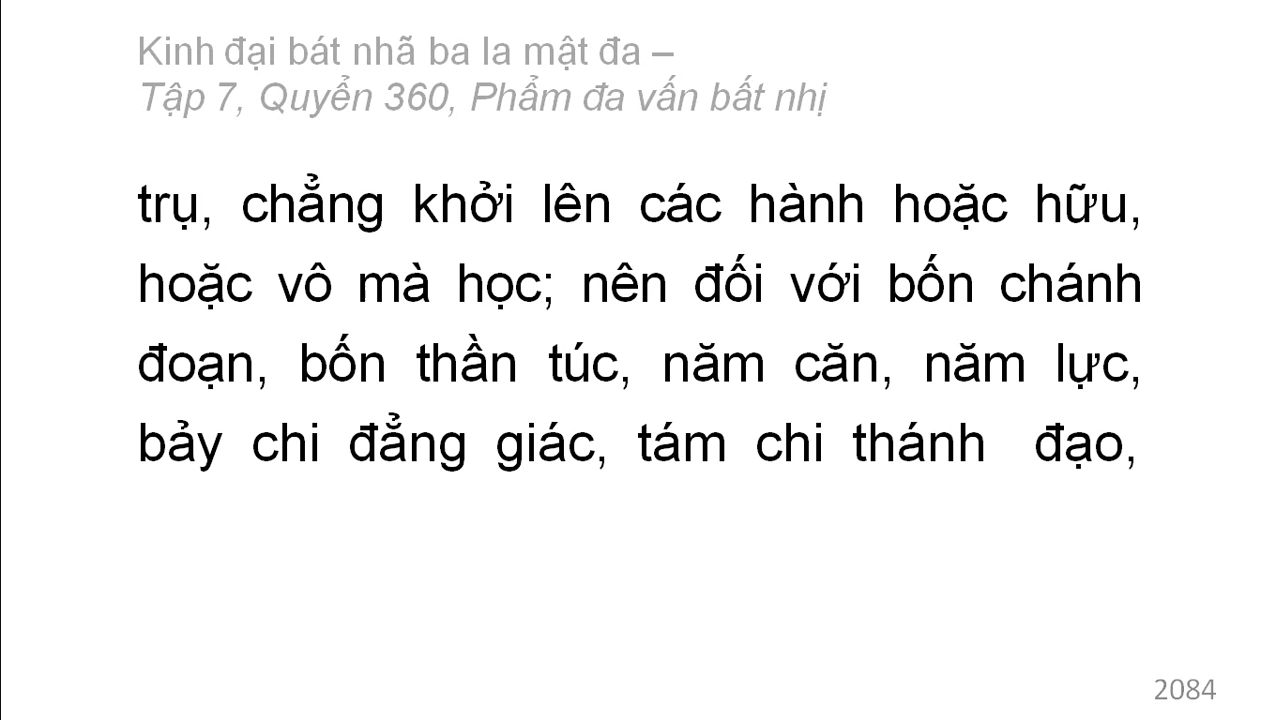 Kinh đại bát nhã ba la mật đa –
Tập 7, Quyển 360, Phẩm đa vấn bất nhị
trụ, chẳng khởi lên các hành hoặc hữu,
hoặc vô mà học; nên đối với bốn chánh
đoạn, bốn thần túc, năm căn, năm lực,
bảy chi đẳng giác, tám chi thánh đạo,
2084